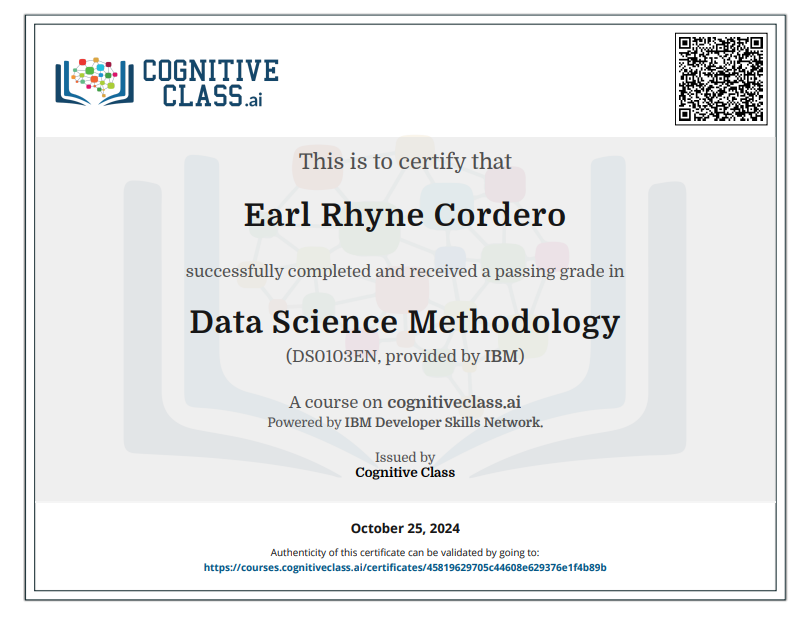 COGNITIVE
CLASS.ai
This is to certify that
Earl Rhyne Cordero
successfully completed and received a passing grade in
Data Science Methodology
(DS0103EN, provided by IBM)
A course on cognitiveclass.ai
Powered by IBM Developer Skills Network.
Issued by
Cognitive Class
October 25, 2024
Authenticity of this certificate can be validated by going to:
https://courses.cognitiveclass.ai/certificates/45819629705c44608e629376e1f4b89b